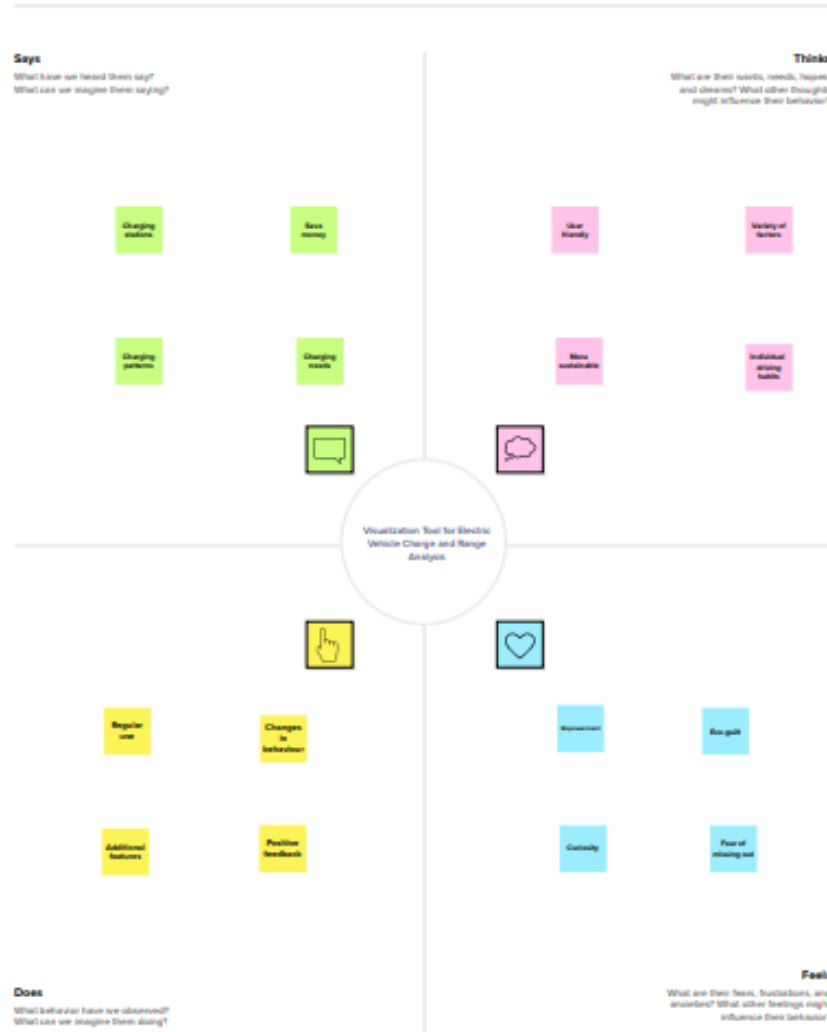 Says
What have we heard them say?
What can we imagine them saying?
Think
What are their wants, needs, hopes
and dreams? What other thought
might influence their behavior
Charging
stations
Save
money
User
friendly
Variety of
factors
Charging
patterns
Charging
needs
More
sustainable
Individual
driving
habits
Visualization Tool for Electric
Vehicle Charge and Range
Analysis
Regular
use
Changes
in
behaviour
Empowerment
Eco-guilt
Additional
features
Positive
feedback
Curiosity
Fear of
missing out
Does
What behavior have we observed?
What can we imagine them doing?
Feel
What are their fears, frustrations, and
anxieties? What other feelings migh
influence their behavior